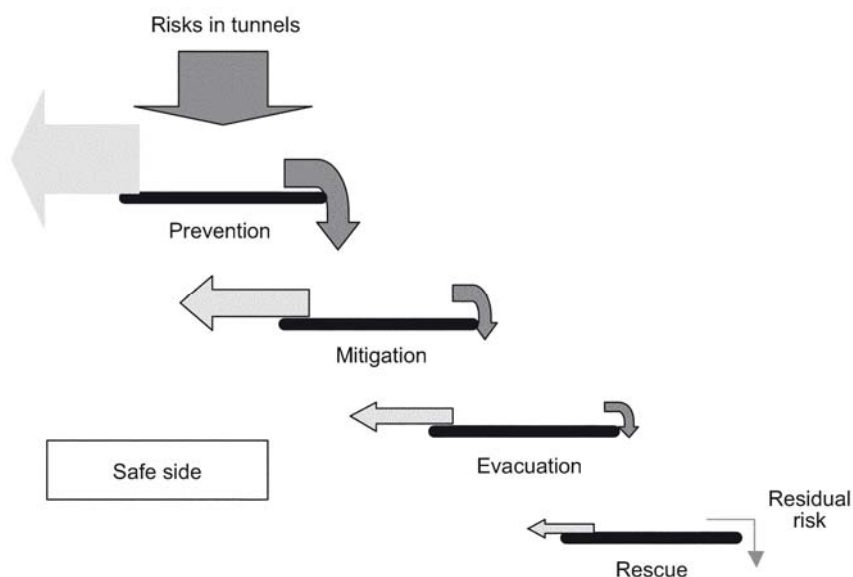 Risks in tunnels
Prevention
Mitigation
Evacuation
Safe side
Residual
risk
Rescue